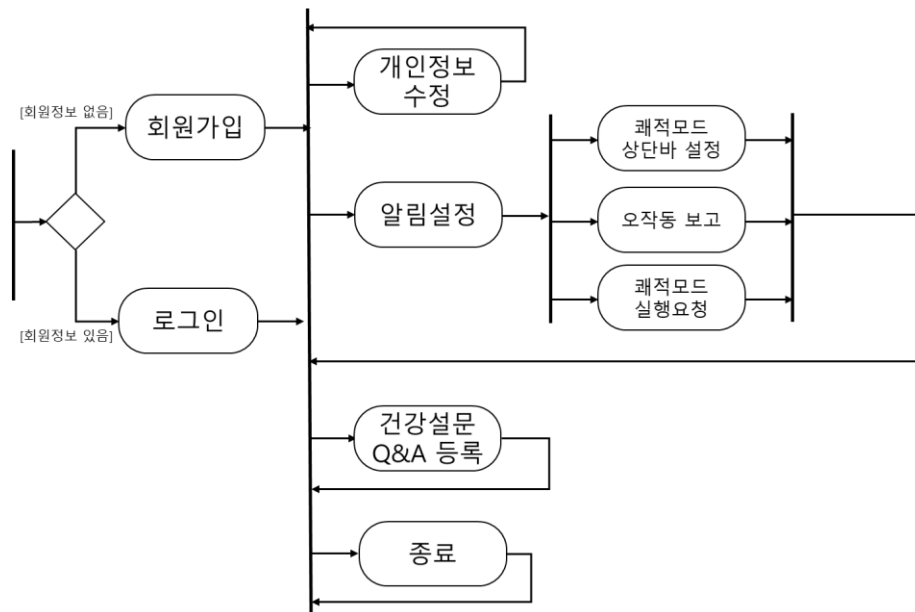 [회원정보 없음]
회원가입
[회원정보 있음]
로그인
개인정보
수정
알림설정
쾌적모드
상단바 설정
오작동 보고
쾌적모드
실행요청
건강설문
Q&A 등록
종료